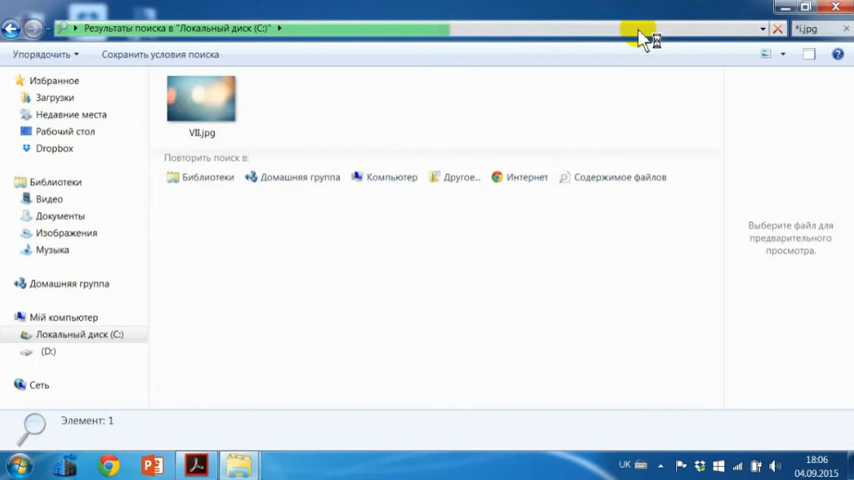 Результаты поиска в "Локальный диск (C:)"
*i.jpg
Упорядочить
Сохранить условия поиска
Избранное
Загрузки
Недавние места
Рабочий стол
Dropbox
Библиотеки
Видео
Документы
Изображения
Музыка
Домашняя группа
Мій компьютер
Локальный диск (C:)
(D:)
Сеть
VII.jpg
Повторить поиск в:
Библиотеки
Домашняя группа
Компьютер
Другое...
Интернет
Содержимое файлов
Выберите файл для
предварительного
просмотра.
Элемент: 1
UK
18:06
04.09.2015